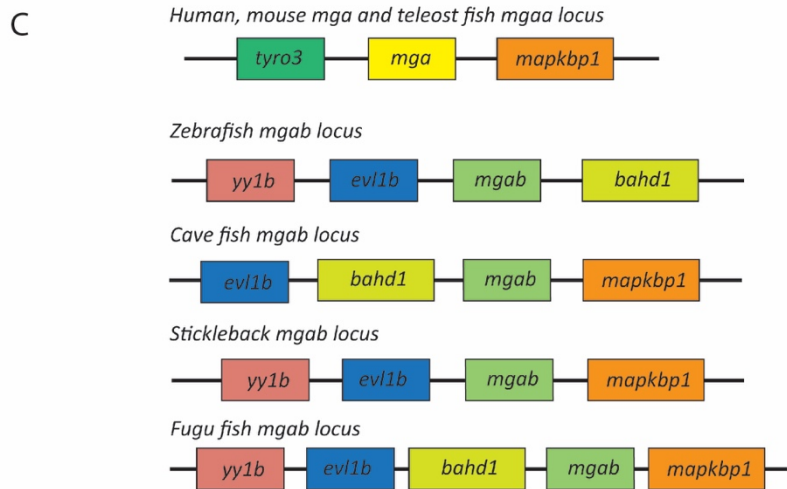 C
Human, mouse mga and teleost fish mgaa locus
tyro3 mga mapkbp1
Zebrafish mgab locus
yy1b evl1b mgab bahd1
Cave fish mgab locus
evl1b bahd1 mgab mapkbp1
Stickleback mgab locus
yy1b evl1b mgab mapkbp1
Fugu fish mgab locus
yy1b evl1b bahd1 mgab mapkbp1